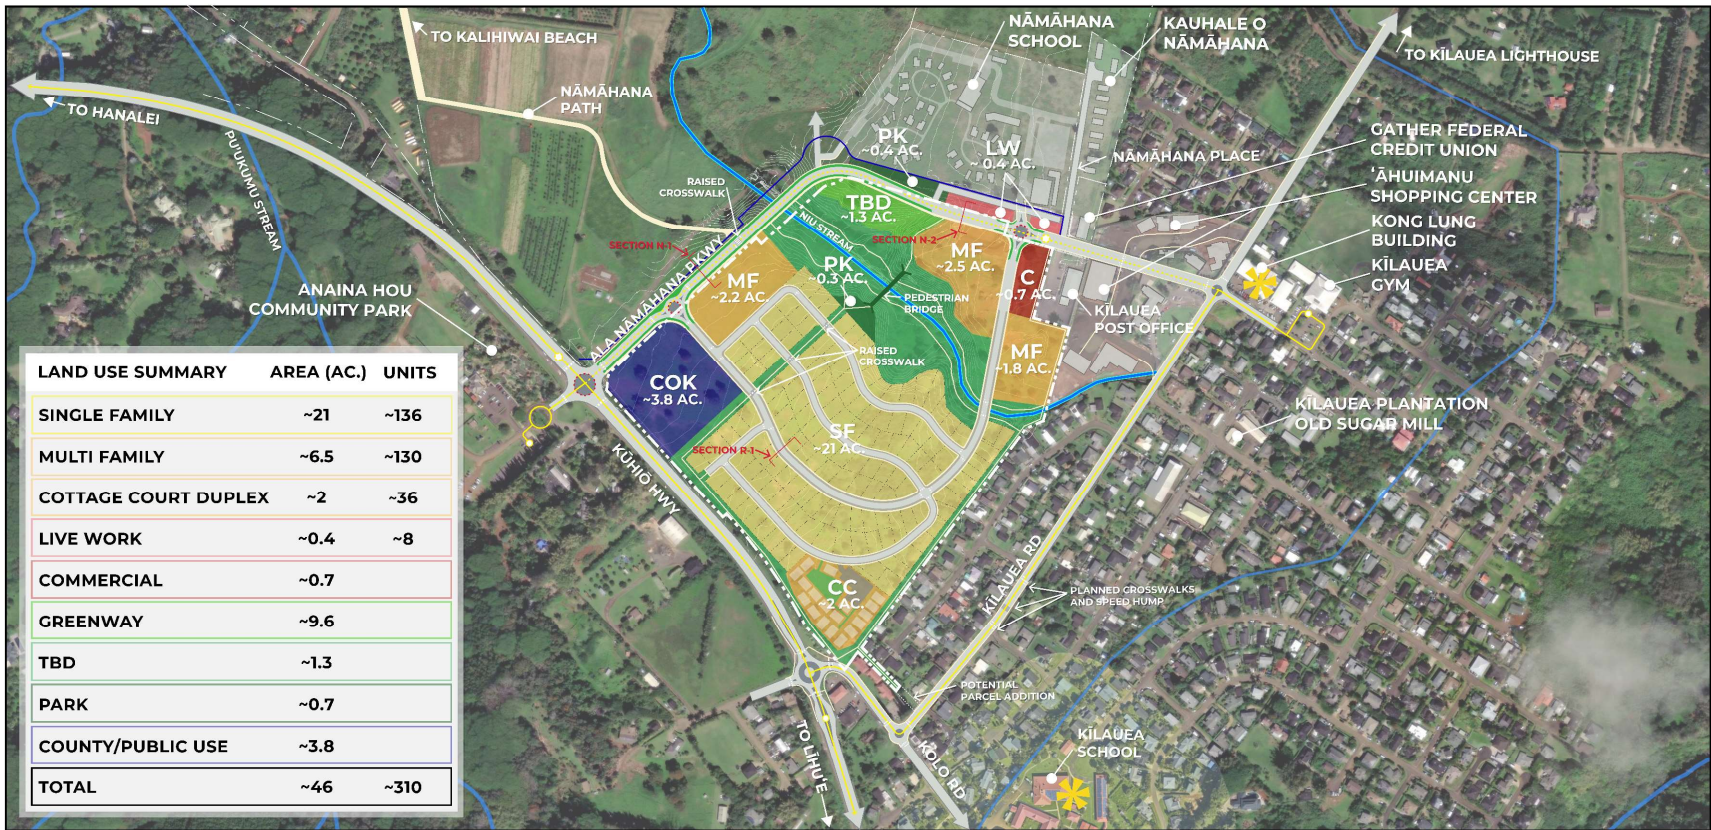 TO KALIHIWAI BEACH
NĀMĀHANA
SCHOOL
KAUHALE O
NĀMĀHANA
TO KĪLAUEA LIGHTHOUSE
TO HANALEI
NĀMĀHANA
PATH
PU'UKUMU STREAM
PK
~0.4 AC.
LW
~0.4 AC.
NĀMĀHANA PLACE
GATHER FEDERAL
CREDIT UNION
'ĀHUIMANU
SHOPPING CENTER
KONG LUNG
BUILDING
KĪLAUEA
GYM
RAISED
CROSSWALK
TBD
~1.3 AC.
NIU STREAM
SECTION N-1
SECTION N-2
MF
~2.5 AC.
PK
~0.3 AC.
MF
~2.2 AC.
C
~0.7 AC.
PEDESTRIAN
BRIDGE
KĪLAUEA
POST OFFICE
ANAINA HOU
COMMUNITY PARK
ALA NĀMĀHANA PKWY
RAISED
CROSSWALK
MF
~1.8 AC.
COK
~3.8 AC.
KĪLAUEA PLANTATION
OLD SUGAR MILL
SF
~21 AC.
SECTION R-1
KŪHIŌ HWY
CC
~2 AC.
KĪLAUEA RD
PLANNED CROSSWALKS
AND SPEED HUMP
POTENTIAL
PARCEL ADDITION
TO LĪHU'E
KOLO RD
KĪLAUEA
SCHOOL
LAND USE SUMMARY AREA (AC.) UNITS
SINGLE FAMILY ~21 ~136
MULTI FAMILY ~6.5 ~130
COTTAGE COURT DUPLEX ~2 ~36
LIVE WORK ~0.4 ~8
COMMERCIAL ~0.7
GREENWAY ~9.6
TBD ~1.3
PARK ~0.7
COUNTY/PUBLIC USE ~3.8
TOTAL ~46 ~310